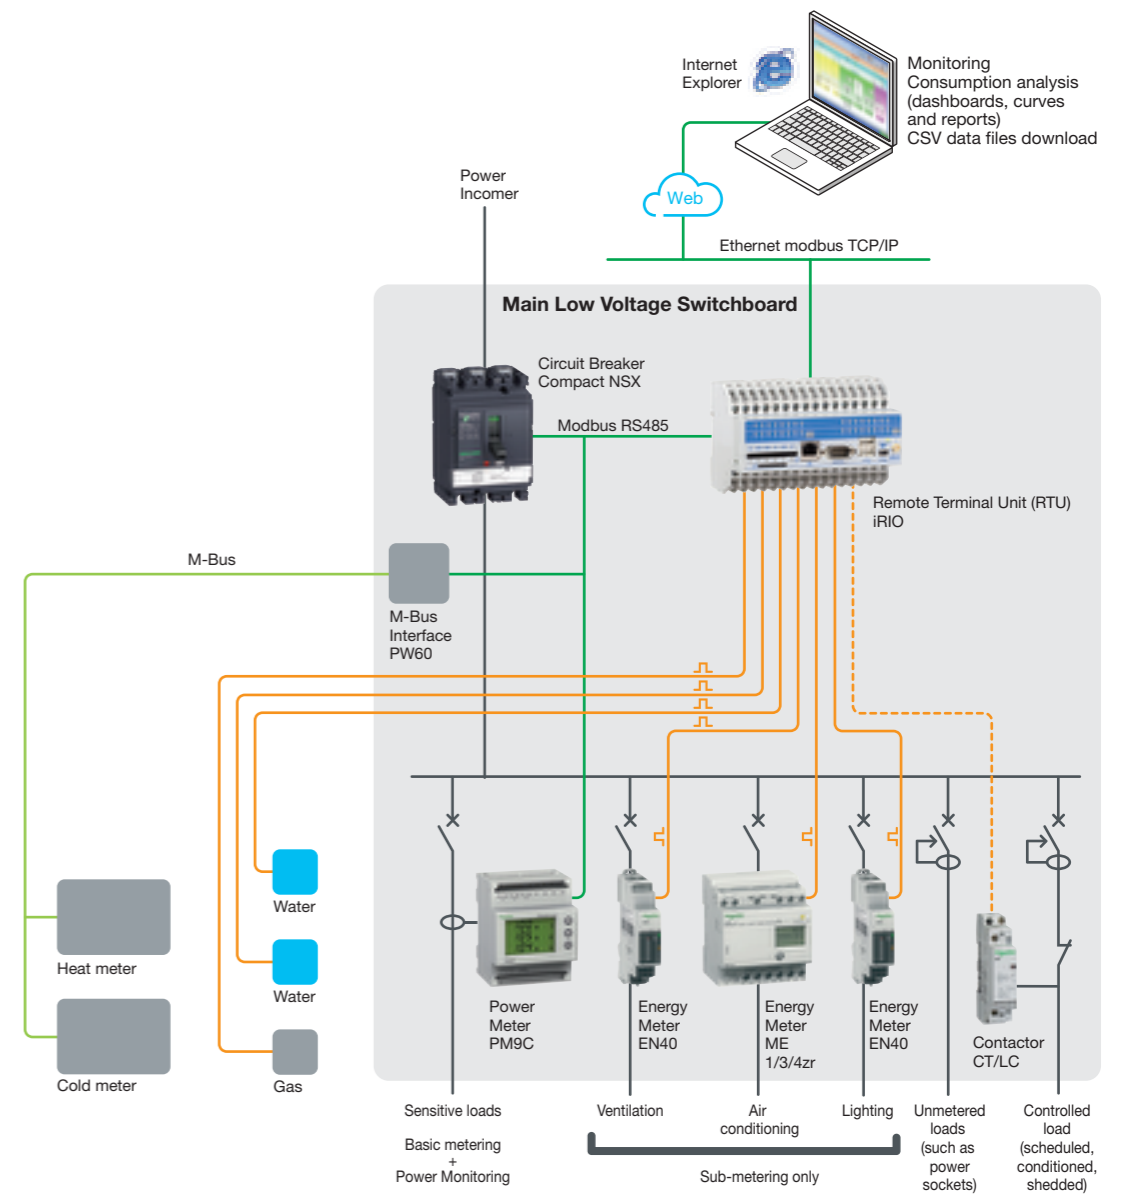 Internet
Explorer
Monitoring
Consumption analysis
(dashboards, curves
and reports)
CSV data files download
Power
Incomer
Web
Ethernet modbus TCP/IP
Main Low Voltage Switchboard
Circuit Breaker
Compact NSX
Modbus RS485
Remote Terminal Unit (RTU)
iRIO
M-Bus
M-Bus
Interface
PW60
Water
Heat meter
Water
Cold meter
Gas
Power
Meter
PM9C
Energy
Meter
EN40
Energy
Meter
ME
1/3/4zr
Energy
Meter
EN40
Contactor
CT/LC
Sensitive loads
Basic metering
+
Power Monitoring
Ventilation
Air
conditioning
Lighting
Sub-metering only
Unmetered
loads
(such as
power
sockets)
Controlled
load
(scheduled,
conditioned,
shedded)